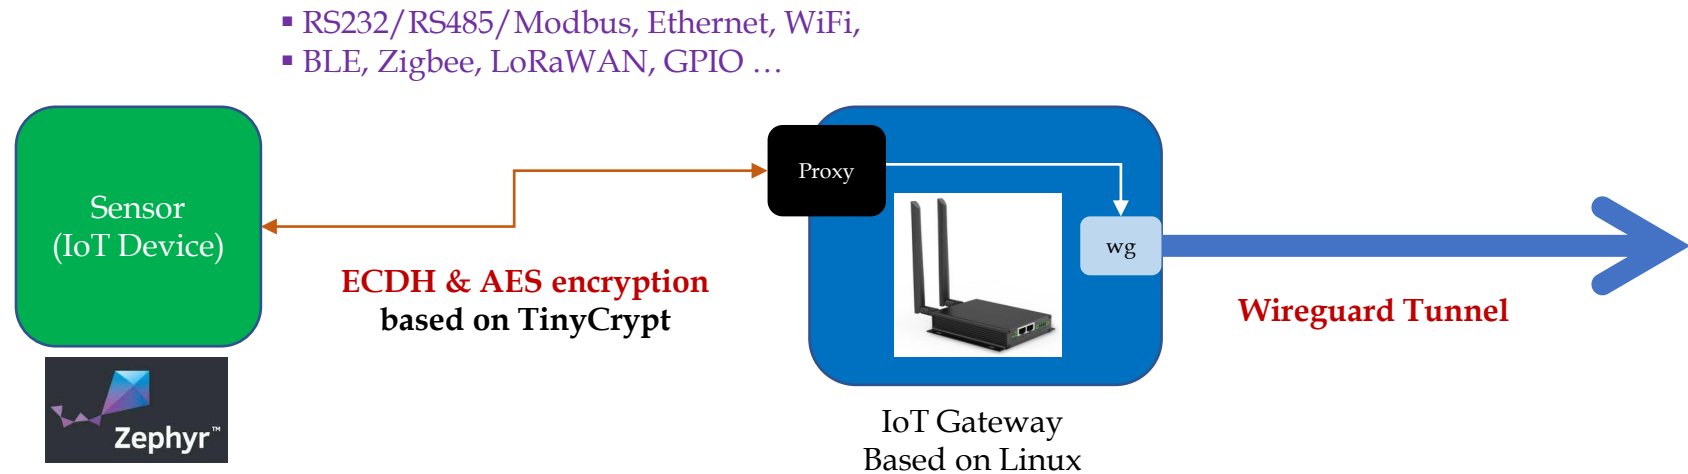 ▪ RS232/RS485/Modbus, Ethernet, WiFi,
▪ BLE, Zigbee, LoRaWAN, GPIO …
Sensor
(IoT Device)
Proxy
wg
ECDH & AES encryption
based on TinyCrypt
Wireguard Tunnel
Zephyr™
IoT Gateway
Based on Linux